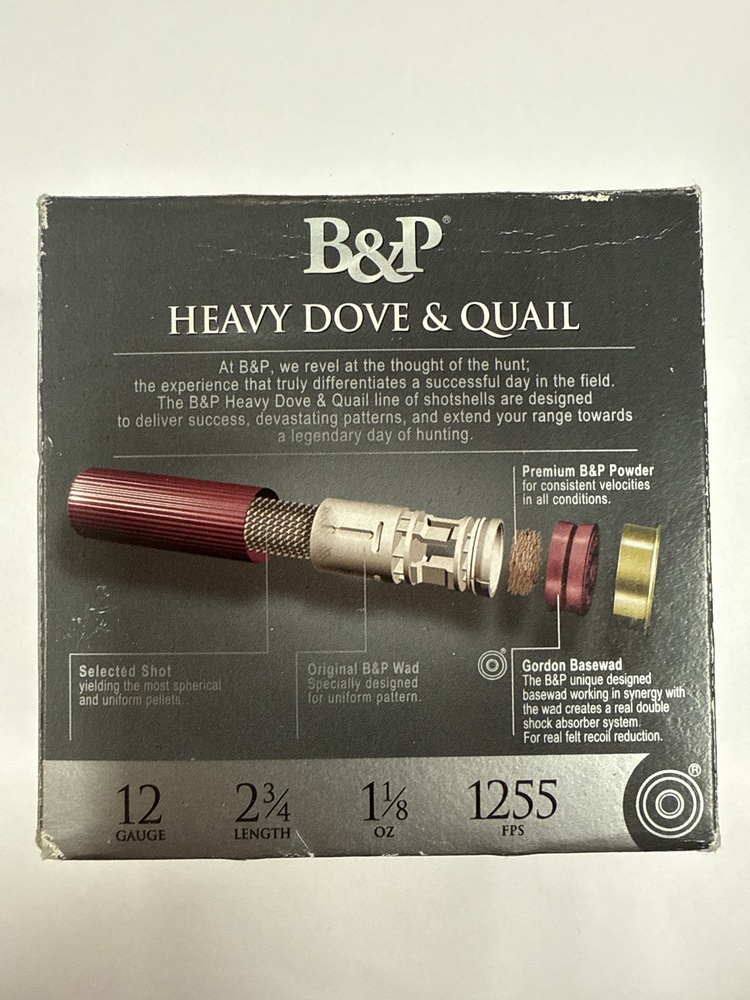 B&P®
HEAVY DOVE & QUAIL
At B&P, we revel at the thought of the hunt;
the experience that truly differentiates a successful day in the field.
The B&P Heavy Dove & Quail line of shotshells are designed
to deliver success, devastating patterns, and extend your range towards
a legendary day of hunting.
Premium B&P Powder
for consistent velocities
in all conditions.
Selected Shot
yielding the most spherical
and uniform pellets.
Original B&P Wad
Specially designed
for uniform pattern.
®
Gordon Basewad
The B&P unique designed
basewad working in synergy with
the wad creates a real double
shock absorber system.
For real felt recoil reduction.
12
GAUGE
2¾
LENGTH
1⅛
OZ
1255
FPS
®